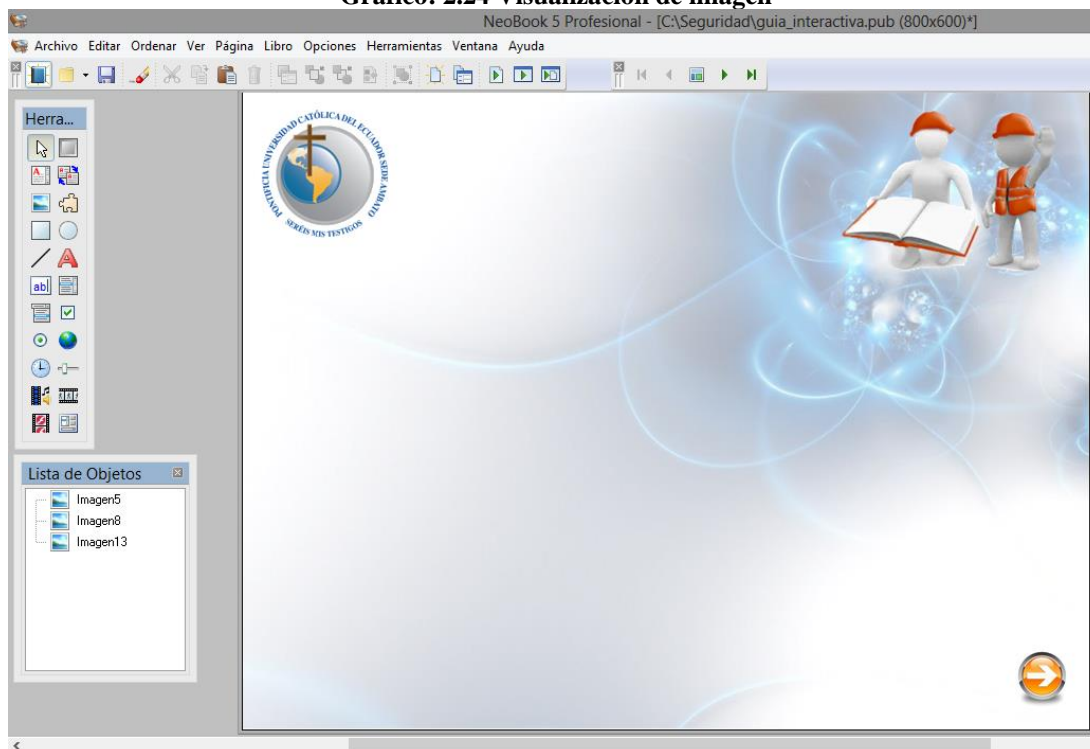 Gráfico: 2.24 Visualización de imagen
NeoBook 5 Profesional - [C:\Seguridad\guia_interactiva.pub (800x600)*]
Archivo Editar Ordenar Ver Página Libro Opciones Herramientas Ventana Ayuda
Herra...
PONTIFICIA UNIVERSIDAD CATÓLICA DEL ECUADOR SEDE AMBATO
SERÉIS MIS TESTIGOS
A
A
ab
Lista de Objetos
Imagen5
Imagen8
Imagen13